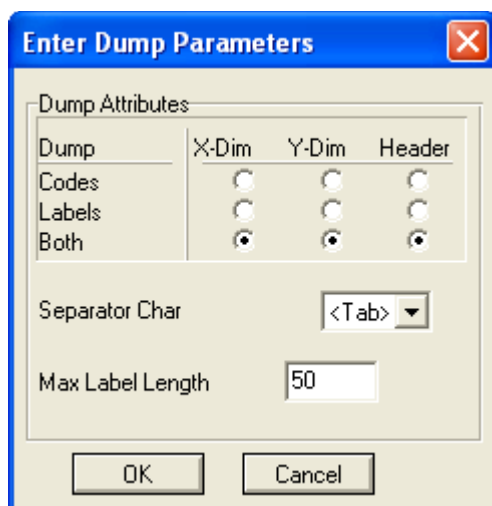 Enter Dump Parameters
Dump Attributes
Dump X-Dim Y-Dim Header
Codes
Labels
Both
Separator Char <Tab>
Max Label Length 50
OK Cancel